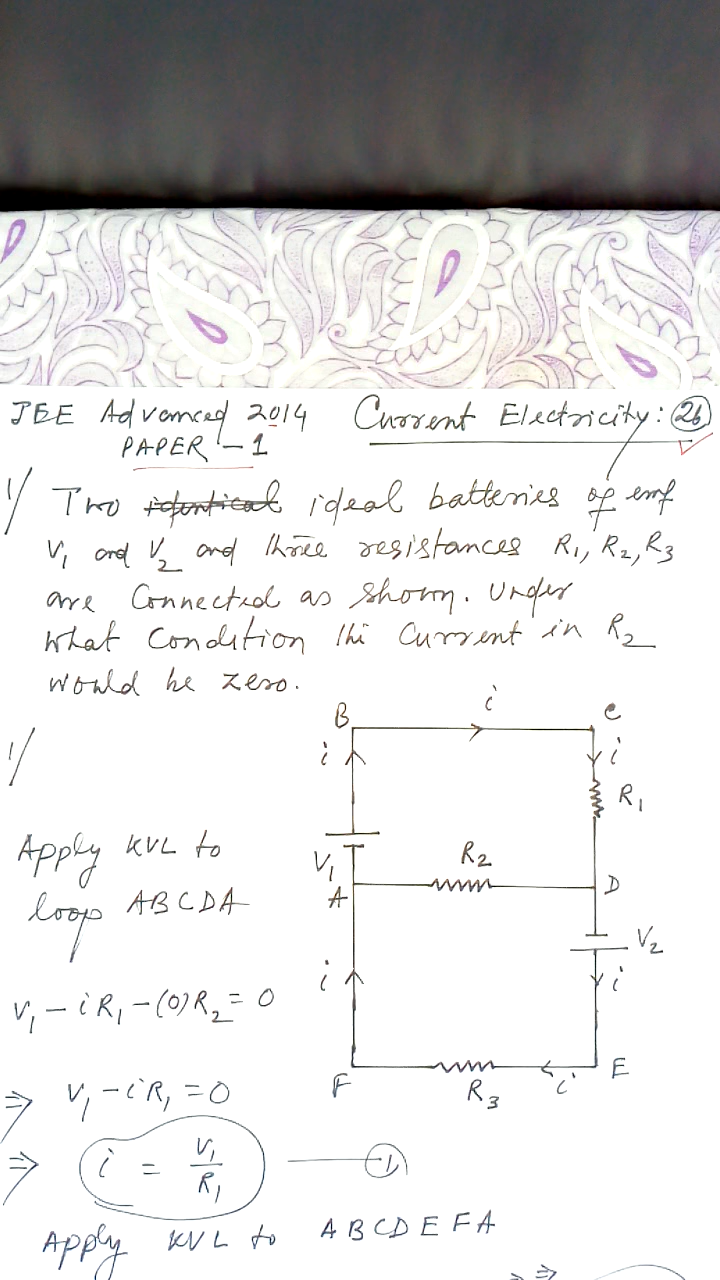 JEE Advanced 2014 Current Electricity: 26
PAPER - 1
1/ Two identical ideal batteries of emf
V₁ and V₂ and three resistances R₁, R₂, R₃
are connected as shown. Under
what condition the current in R₂
would be zero.
1/
B i C
i i
R₁
Apply KVL to
loop ABCDA
V₁ R₂
A D
V₂
i i
V₁ - iR₁ - (0)R₂ = 0
F R₃ i E
⇒ V₁ - iR₁ = 0
⇒ i = V₁/R₁ — 1
Apply KVL to ABCDEFA
⇒ ⇒